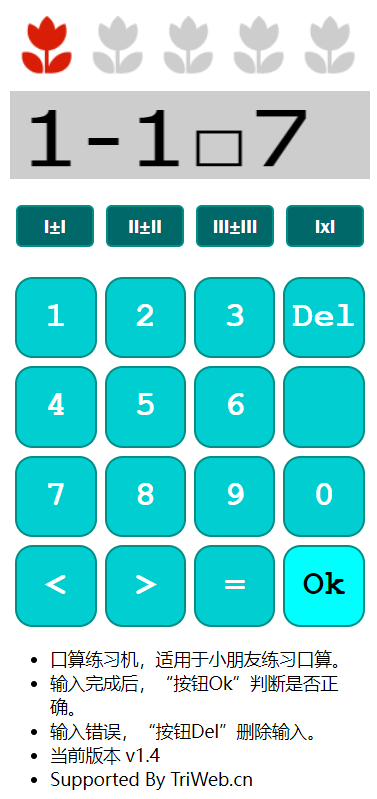 1-1□7
I±I II±II III±III IxI
1 2 3 Del
4 5 6
7 8 9 0
< > = Ok
• 口算练习机，适用于小朋友练习口算。
• 输入完成后，“按钮Ok”判断是否正
确。
• 输入错误，“按钮Del”删除输入。
• 当前版本 v1.4
• Supported By TriWeb.cn